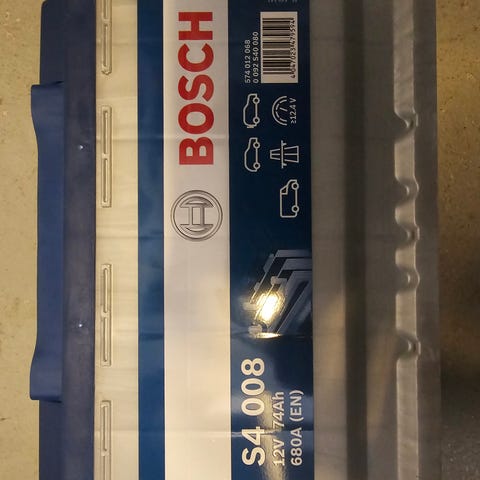 BOSCH
574 012 068
0 092 S40 080
≥12,4 V
S4 008
12V 74Ah
680A (EN)